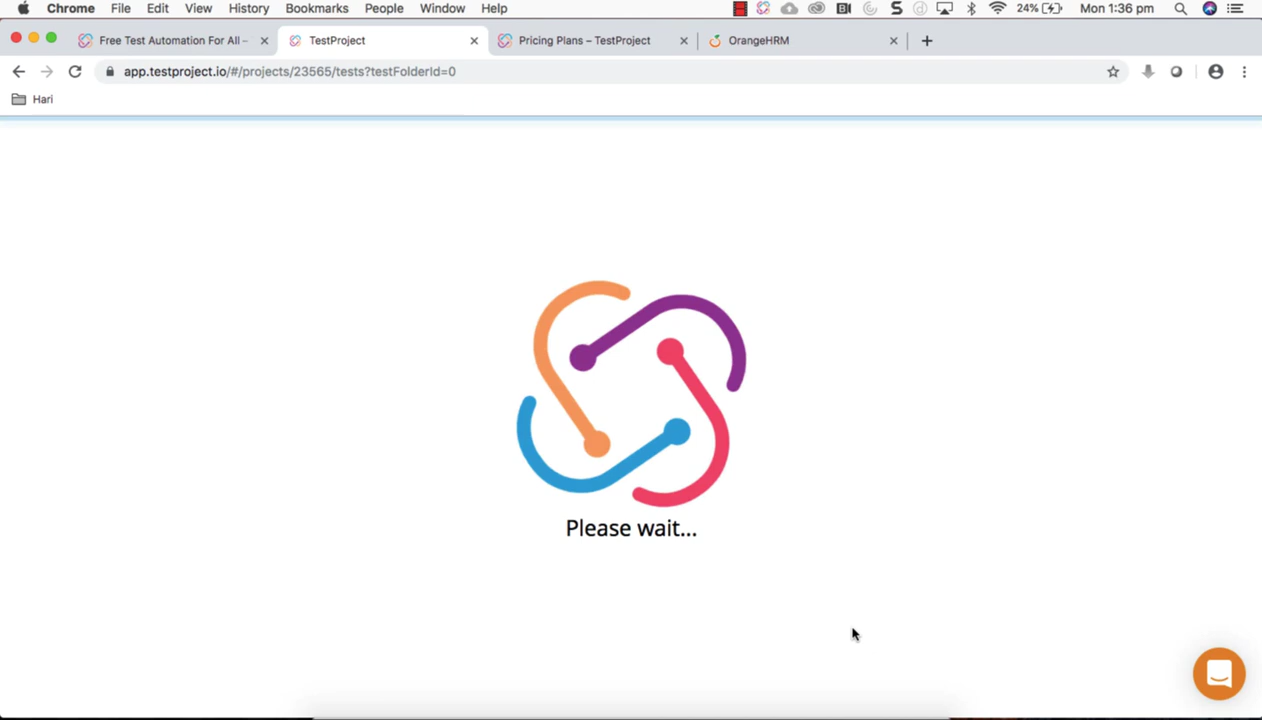 Chrome File Edit View History Bookmarks People Window Help 24% Mon 1:36 pm
Free Test Automation For All – TestProject Pricing Plans – TestProject OrangeHRM
app.testproject.io/#/projects/23565/tests?testFolderId=0
Hari
Please wait...